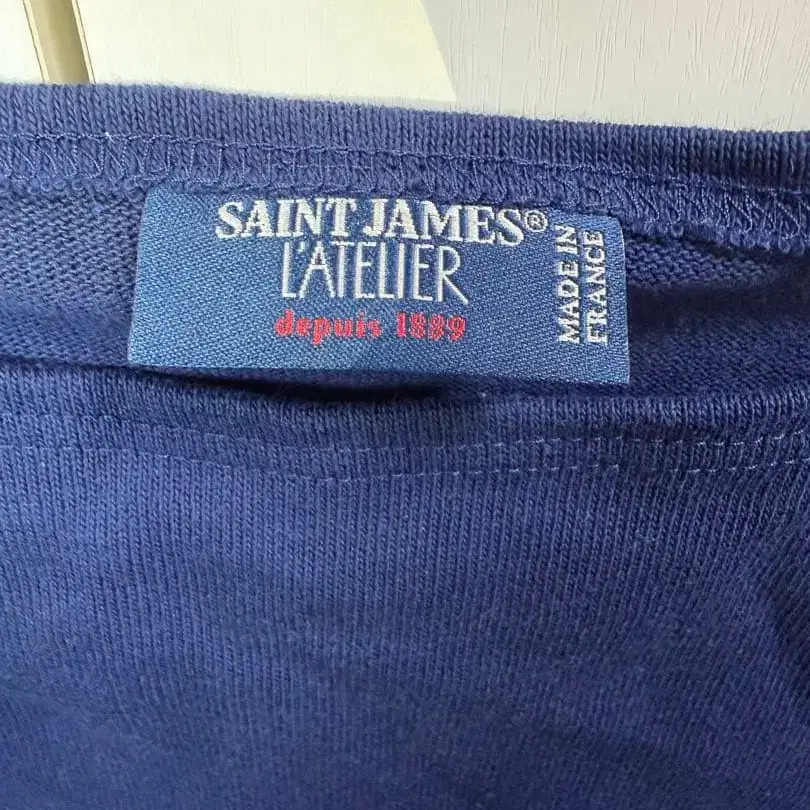 SAINT JAMES®
L'ATELIER
depuis 1889
MADE IN
FRANCE